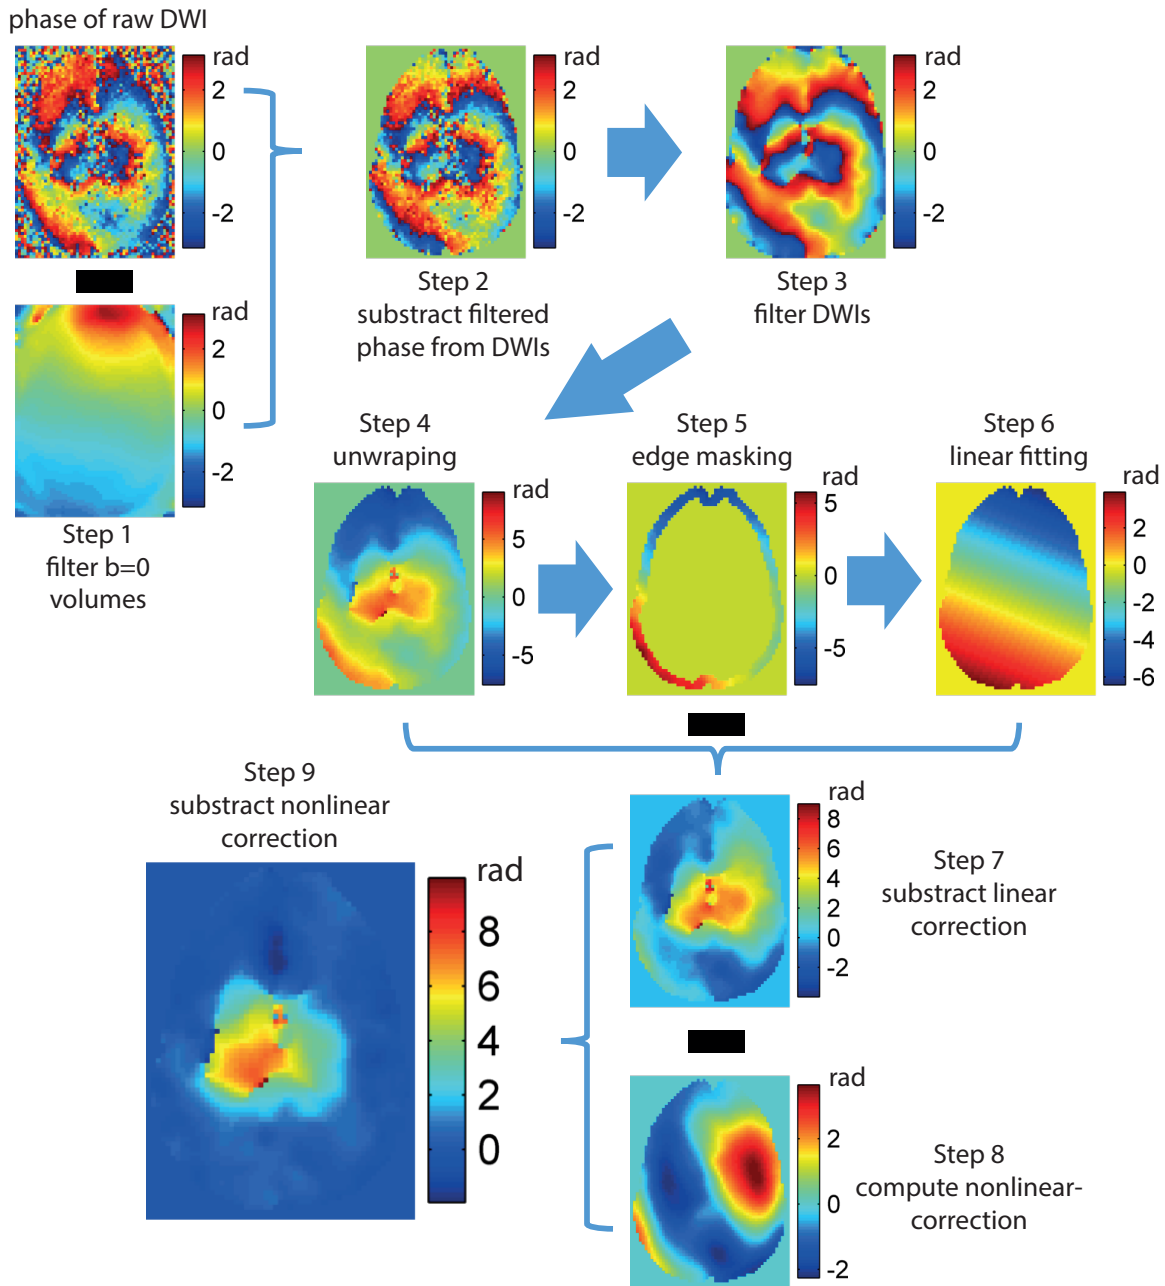 phase of raw DWI
rad
2
0
-2
rad
2
0
-2
Step 1
filter b=0
volumes
rad
2
0
-2
Step 2
substract filtered
phase from DWIs
rad
2
0
-2
Step 3
filter DWIs
Step 4
unwraping
rad
5
0
-5
Step 5
edge masking
rad
5
0
-5
Step 6
linear fitting
rad
2
0
-2
-4
-6
rad
8
6
4
2
0
-2
Step 7
substract linear
correction
rad
2
0
-2
Step 8
compute nonlinear-
correction
Step 9
substract nonlinear
correction
rad
8
6
4
2
0